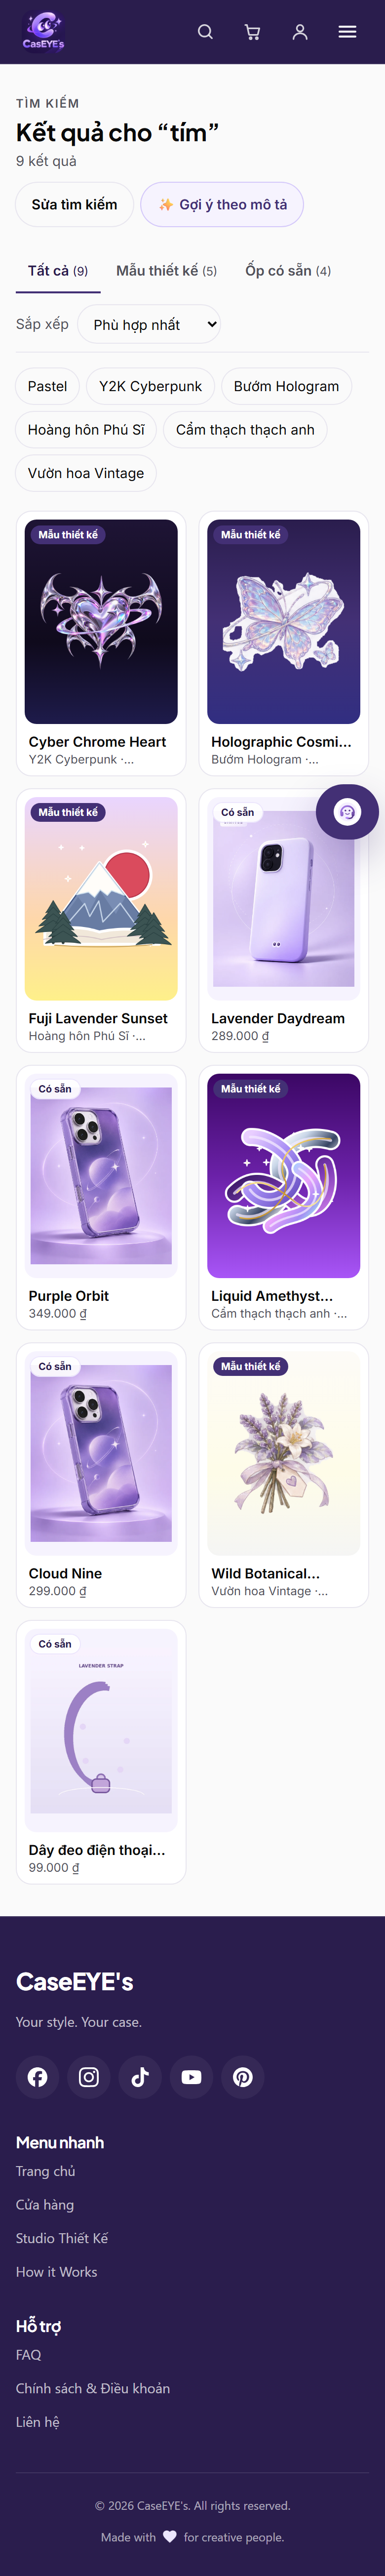 CasEYE's
TÌM KIẾM
Kết quả cho “tím”
9 kết quả
Sửa tìm kiếm
✨ Gợi ý theo mô tả
Tất cả (9)
Mẫu thiết kế (5)
Ốp có sẵn (4)
Sắp xếp
Phù hợp nhất
Pastel
Y2K Cyberpunk
Bướm Hologram
Hoàng hôn Phú Sĩ
Cẩm thạch thạch anh
Vườn hoa Vintage
Mẫu thiết kế
Cyber Chrome Heart
Y2K Cyberpunk ·...
Mẫu thiết kế
Holographic Cosmi...
Bướm Hologram ·...
Mẫu thiết kế
Fuji Lavender Sunset
Hoàng hôn Phú Sĩ ·...
Có sẵn
Lavender Daydream
289.000 ₫
Có sẵn
Purple Orbit
349.000 ₫
Mẫu thiết kế
Liquid Amethyst...
Cẩm thạch thạch anh ·...
Có sẵn
Cloud Nine
299.000 ₫
Mẫu thiết kế
Wild Botanical...
Vườn hoa Vintage ·...
Có sẵn
LAVENDER STRAP
Dây đeo điện thoại...
99.000 ₫
CaseEYE's
Your style. Your case.
Menu nhanh
Trang chủ
Cửa hàng
Studio Thiết Kế
How it Works
Hỗ trợ
FAQ
Chính sách & Điều khoản
Liên hệ
© 2026 CaseEYE's. All rights reserved.
Made with 🤍 for creative people.